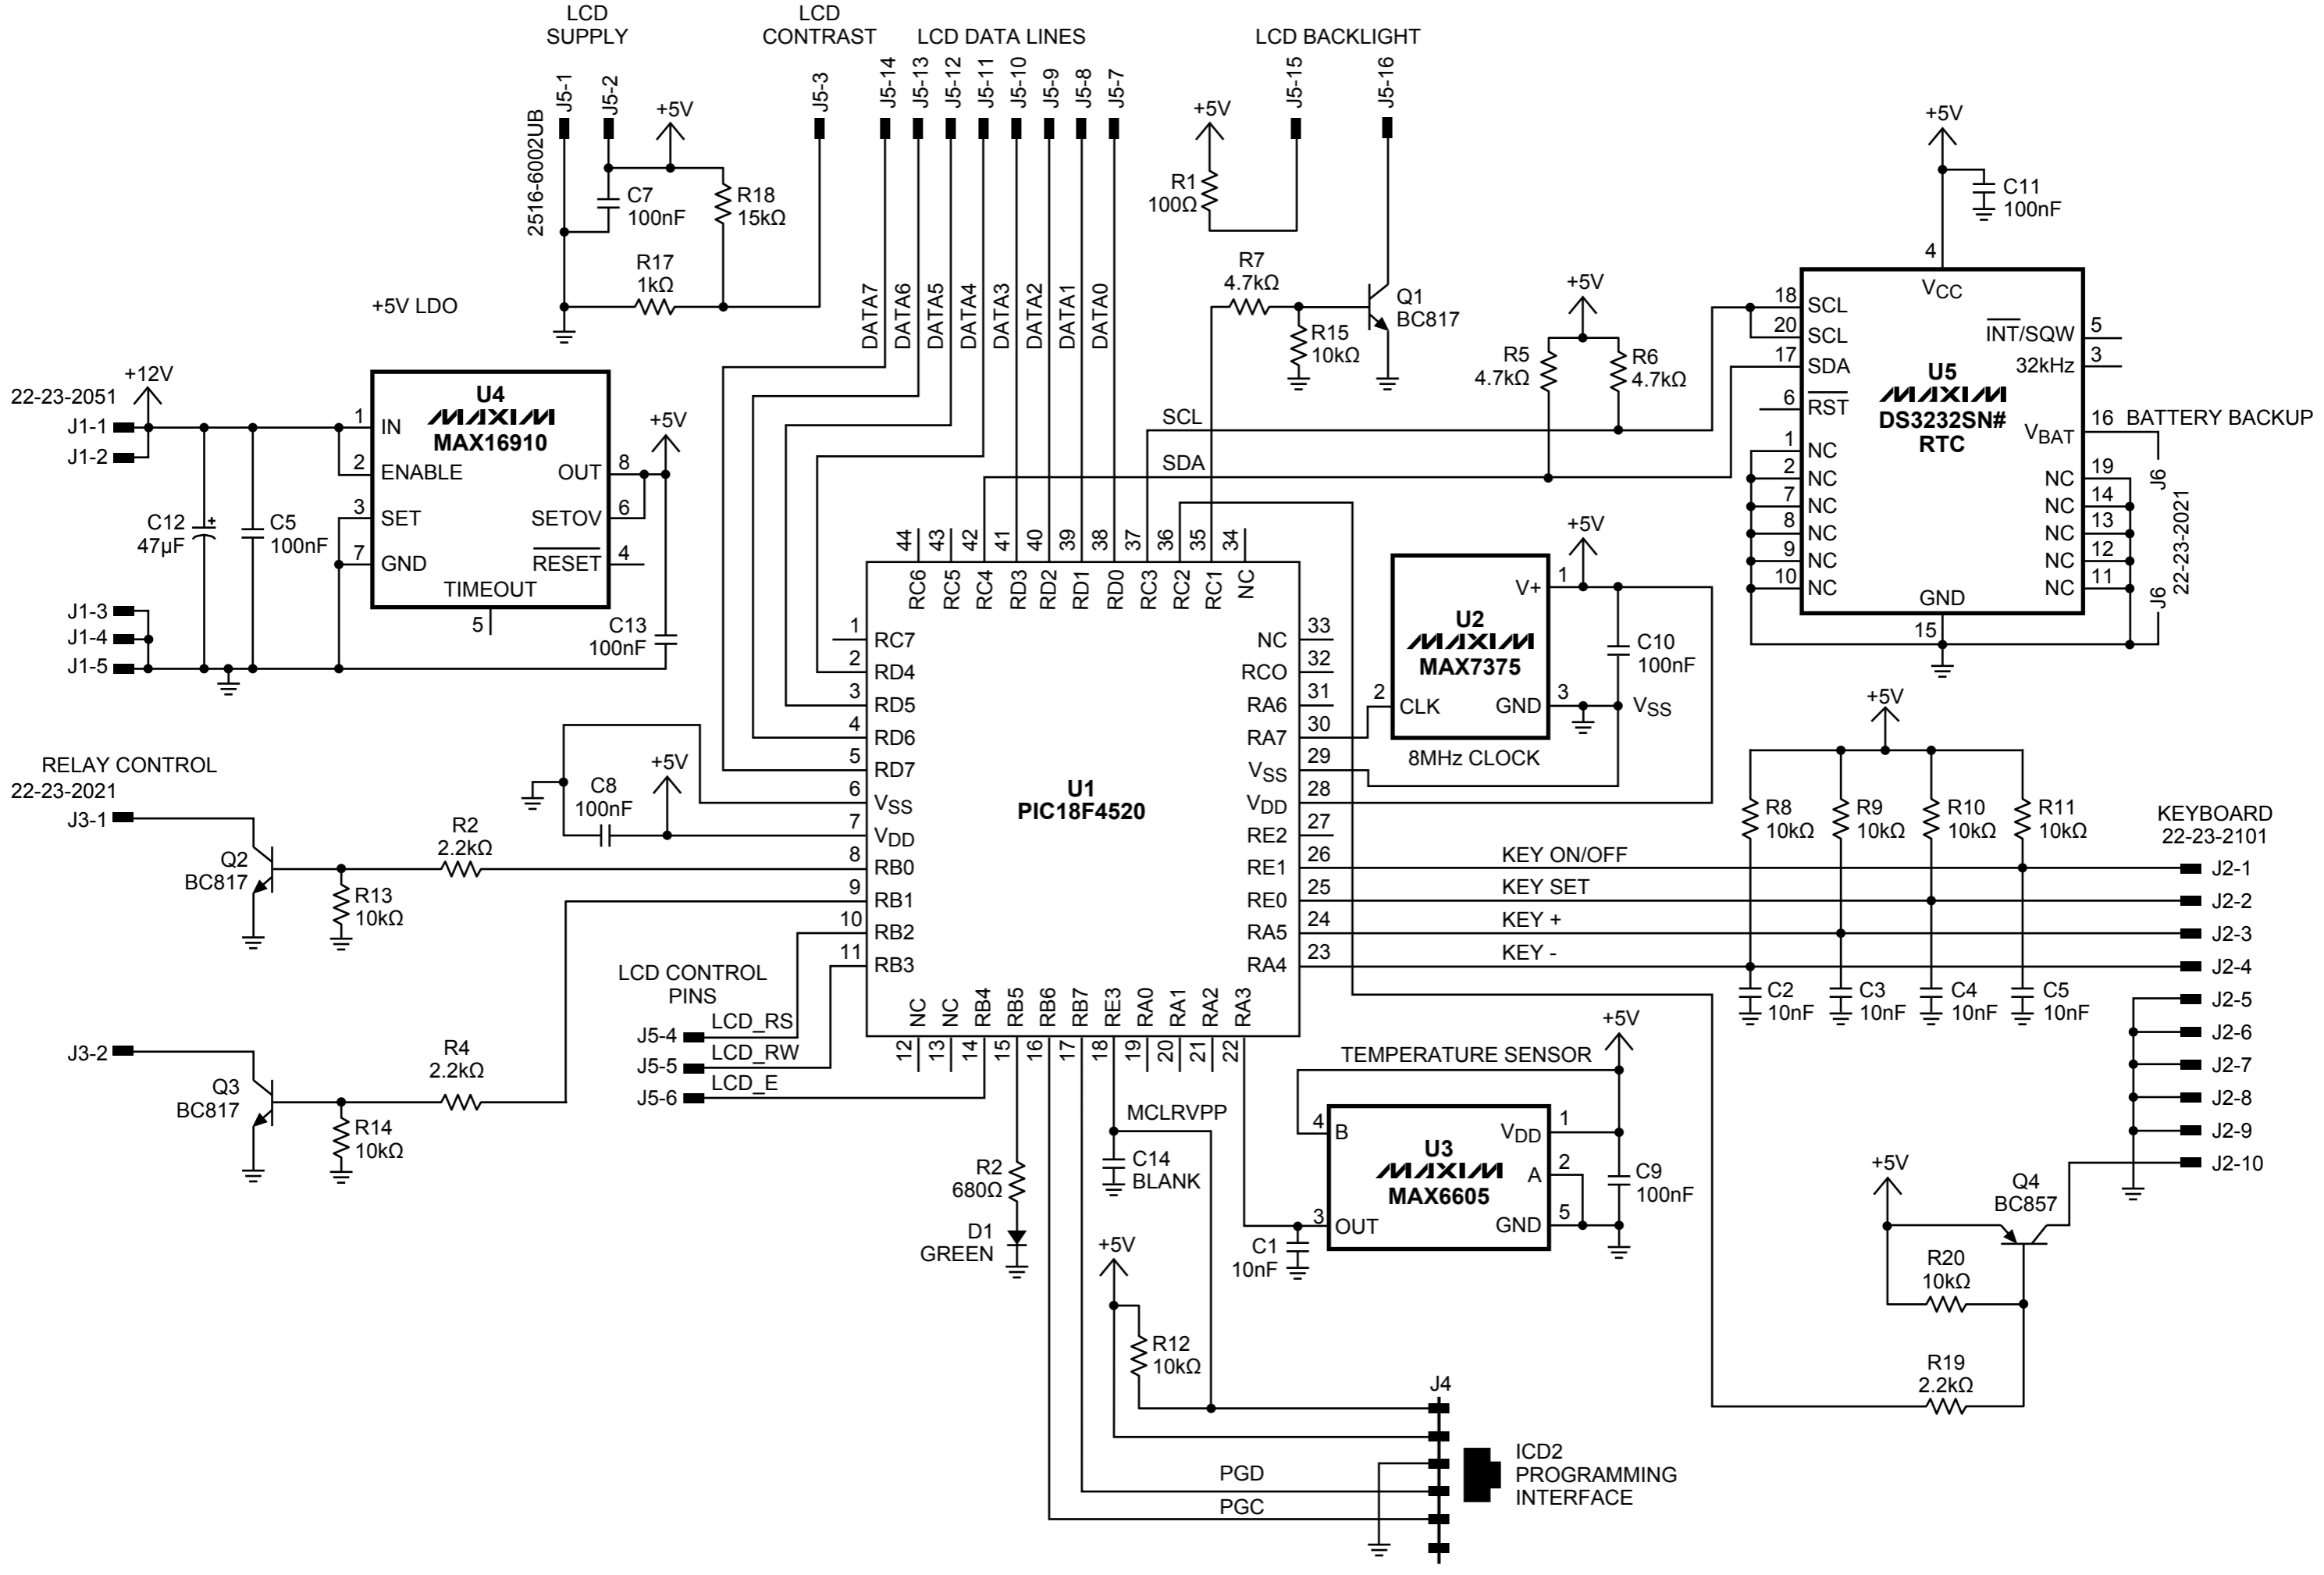 LCD
SUPPLY
LCD
CONTRAST
LCD DATA LINES
LCD BACKLIGHT
J5-1
J5-2
J5-3
J5-14
J5-13
J5-12
J5-11
J5-10
J5-9
J5-8
J5-7
J5-15
J5-16
2516-6002UB
+5V
C7
100nF
R18
15kΩ
R17
1kΩ
DATA7
DATA6
DATA5
DATA4
DATA3
DATA2
DATA1
DATA0
+5V
R1
100Ω
R7
4.7kΩ
R15
10kΩ
Q1
BC817
+5V
R5
4.7kΩ
R6
4.7kΩ
SCL
SDA
+5V
C11
100nF
4
VCC
18 SCL
20 SCL
17 SDA
6 RST
1 NC
2 NC
7 NC
8 NC
9 NC
10 NC
U5
MAXIM
DS3232SN#
RTC
INT/SQW 5
32kHz 3
VBAT 16
BATTERY BACKUP
NC 19
NC 14
NC 13
NC 12
NC 11
GND
15
J6
J6
22-23-2021
+5V LDO
+12V
22-23-2051
J1-1
J1-2
J1-3
J1-4
J1-5
C12
47µF
+
C5
100nF
U4
MAXIM
MAX16910
1 IN
2 ENABLE
3 SET
7 GND
OUT 8
SETOV 6
RESET 4
TIMEOUT
5
+5V
C13
100nF
U1
PIC18F4520
44 RC6
43 RC5
42 RC4
41 RD3
40 RD2
39 RD1
38 RD0
37 RC3
36 RC2
35 RC1
34 NC
1 RC7
2 RD4
3 RD5
4 RD6
5 RD7
6 VSS
7 VDD
8 RB0
9 RB1
10 RB2
11 RB3
NC 12
NC 13
RB4 14
RB5 15
RB6 16
RB7 17
RE3 18
RA0 19
RA1 20
RA2 21
RA3 22
NC 33
RCO 32
RA6 31
RA7 30
VSS 29
VDD 28
RE2 27
RE1 26
RE0 25
RA5 24
RA4 23
+5V
U2
MAXIM
MAX7375
V+ 1
2 CLK
GND 3
8MHz CLOCK
C10
100nF
VSS
RELAY CONTROL
22-23-2021
J3-1
Q2
BC817
R13
10kΩ
R2
2.2kΩ
C8
100nF
+5V
J3-2
Q3
BC817
R14
10kΩ
R4
2.2kΩ
LCD CONTROL
PINS
J5-4 LCD_RS
J5-5 LCD_RW
J5-6 LCD_E
KEY ON/OFF
KEY SET
KEY +
KEY -
+5V
R8
10kΩ
R9
10kΩ
R10
10kΩ
R11
10kΩ
C2
10nF
C3
10nF
C4
10nF
C5
10nF
KEYBOARD
22-23-2101
J2-1
J2-2
J2-3
J2-4
J2-5
J2-6
J2-7
J2-8
J2-9
J2-10
R2
680Ω
D1
GREEN
MCLRVPP
C14
BLANK
TEMPERATURE SENSOR
+5V
U3
MAXIM
MAX6605
4 B
3 OUT
VDD 1
A 2
GND 5
C9
100nF
C1
10nF
+5V
R12
10kΩ
J4
PGD
PGC
ICD2
PROGRAMMING
INTERFACE
+5V
Q4
BC857
R20
10kΩ
R19
2.2kΩ